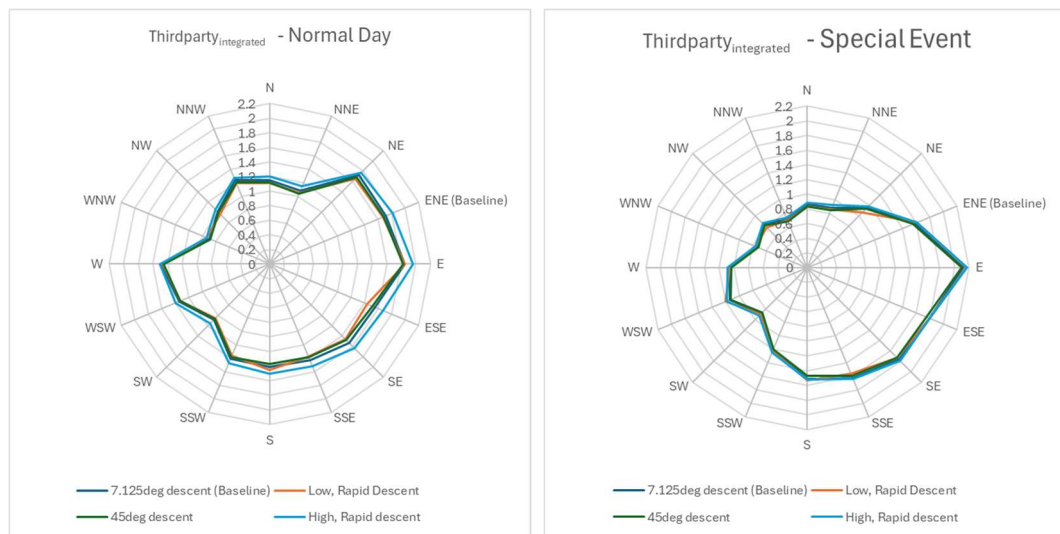 Thirdparty integrated - Normal Day
N
NNE
NE
ENE (Baseline)
E
ESE
SE
SSE
S
SSW
SW
WSW
W
WNW
NW
NNW
2.2
2
1.8
1.6
1.4
1.2
1
0.8
0.6
0.4
0.2
0
7.125deg descent (Baseline)
Low, Rapid Descent
45deg descent
High, Rapid descent
Thirdparty integrated - Special Event
N
NNE
NE
ENE (Baseline)
E
ESE
SE
SSE
S
SSW
SW
WSW
W
WNW
NW
NNW
2.2
2
1.8
1.6
1.4
1.2
1
0.8
0.6
0.4
0.2
0
7.125deg descent (Baseline)
Low, Rapid Descent
45deg descent
High, Rapid descent